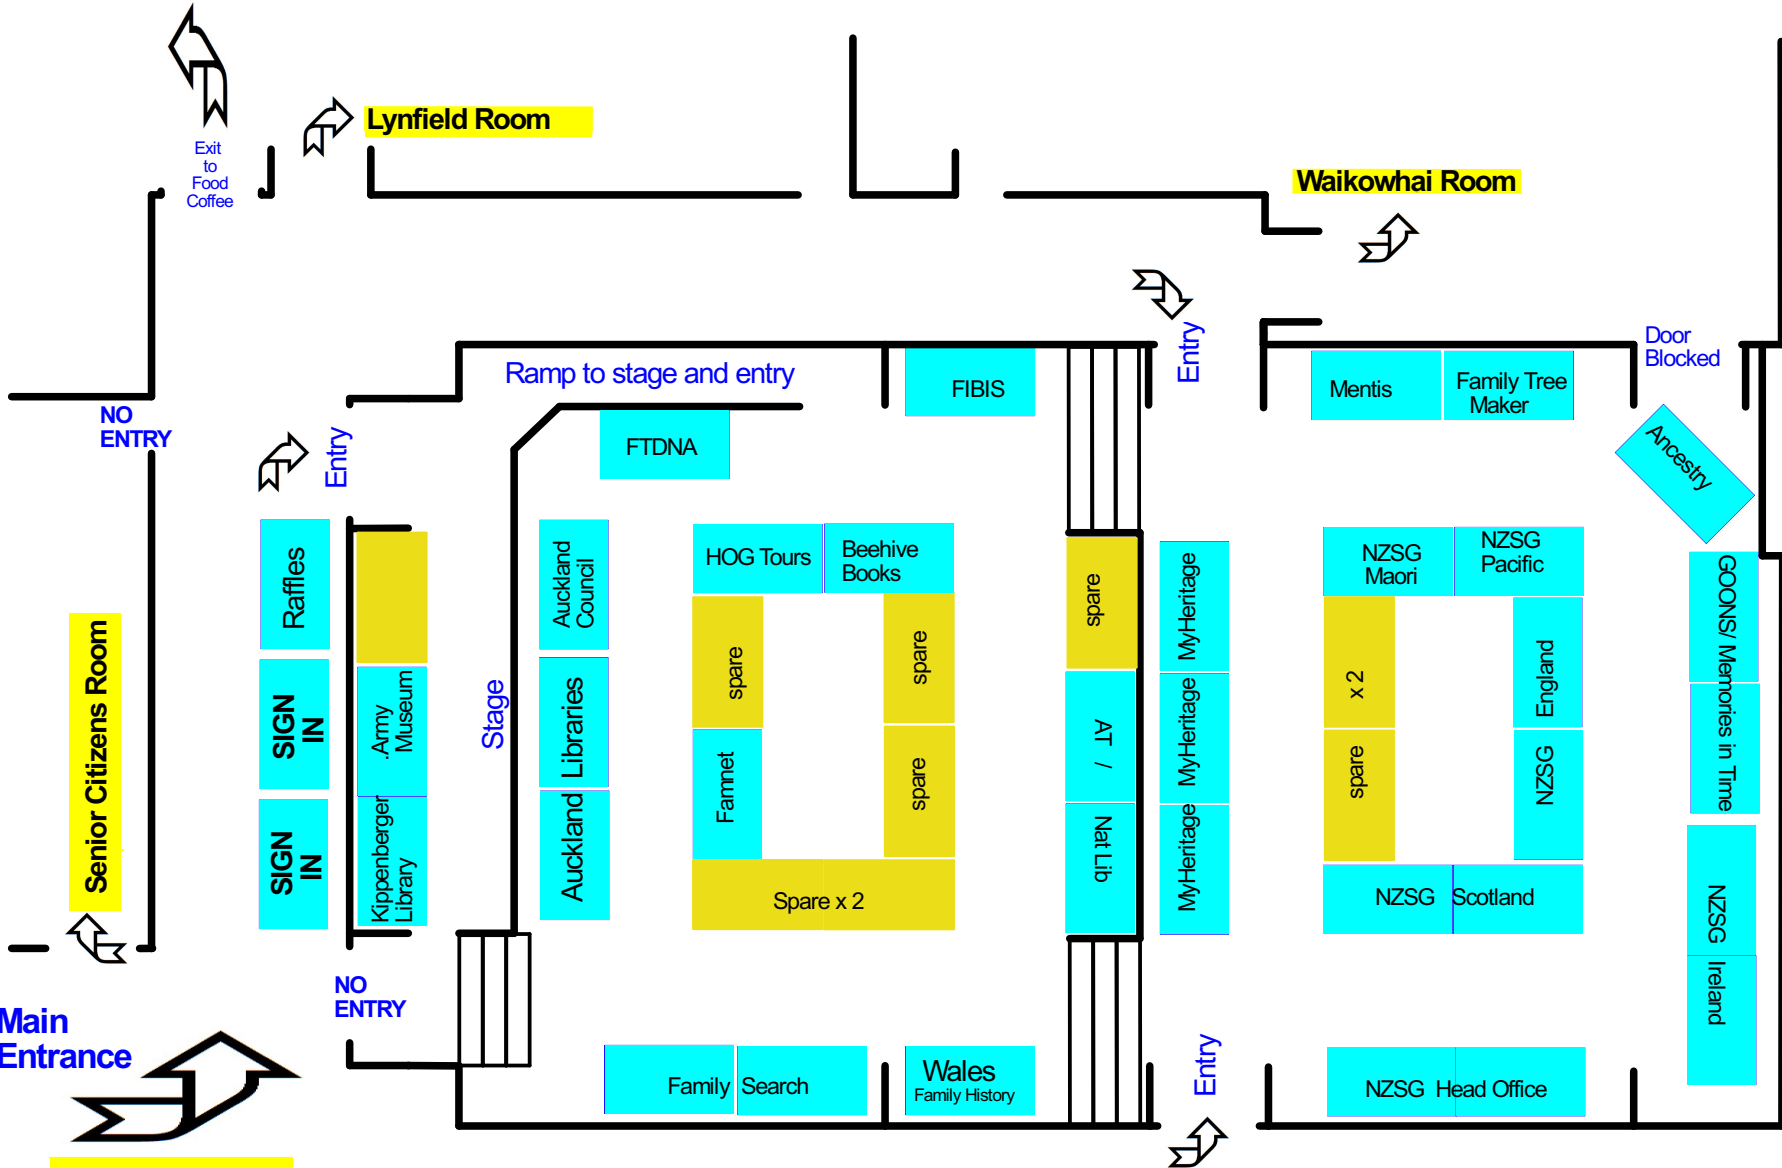 Exit
to
Food
Coffee
Lynfield Room
Waikowhai Room
NO
ENTRY
Entry
Ramp to stage and entry
FIBIS
Entry
Mentis
Family Tree
Maker
Door
Blocked
FTDNA
Ancestry
Raffles
SIGN
IN
SIGN
IN
Senior Citizens Room
.Army
Museum
Kippenberger
Library
Stage
Auckland
Council
Libraries
Auckland
HOG Tours
Beehive
Books
spare
spare
Famnet
spare
Spare x 2
spare
AT /
Nat Lib
MyHeritage
MyHeritage
MyHeritage
NZSG
Maori
NZSG
Pacific
x 2
spare
England
NZSG
NZSG Scotland
GOONS/ Memories in Time
NZSG Ireland
NO
ENTRY
Main
Entrance
Family Search
Wales
Family History
Entry
NZSG Head Office